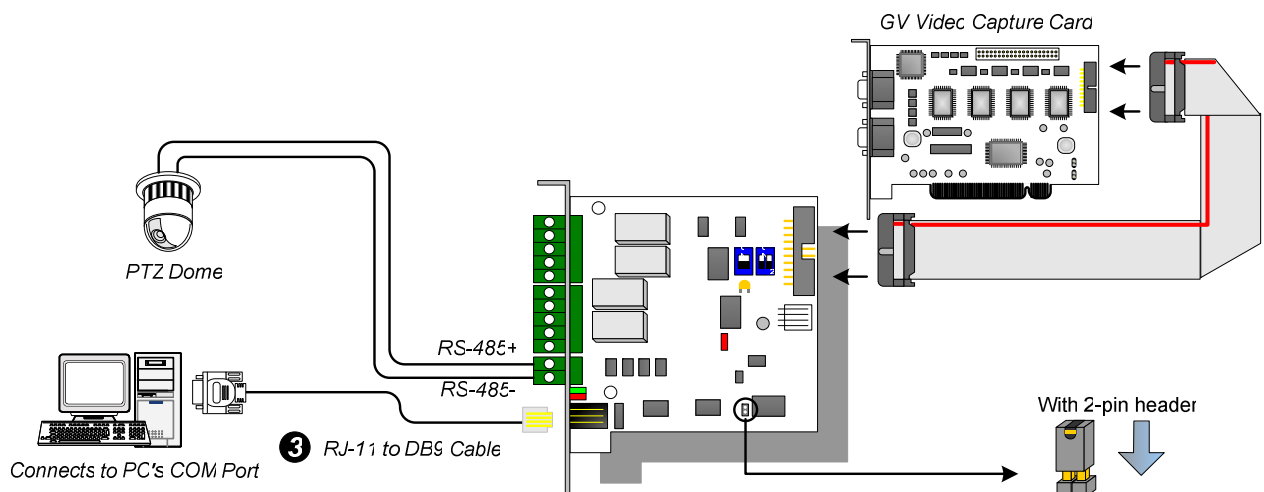 GV Video Capture Card
PTZ Dome
RS-485+
RS-485-
3 RJ-11 to DB9 Cable
Connects to PC's COM Port
With 2-pin header